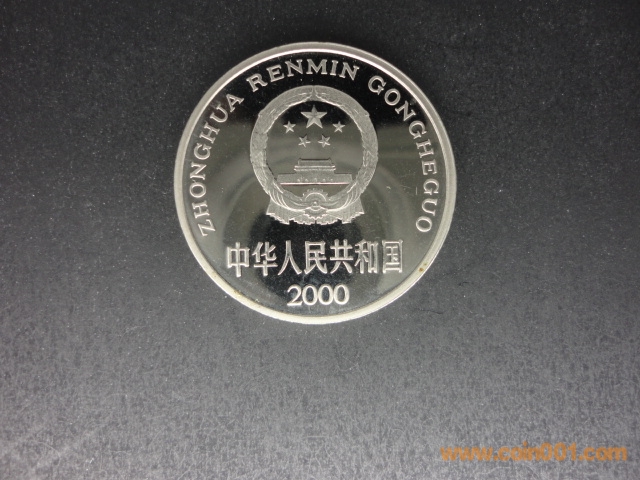 ZHONGHUA RENMIN GONGHEGUO
中华人民共和国
2000
www.coin001.com